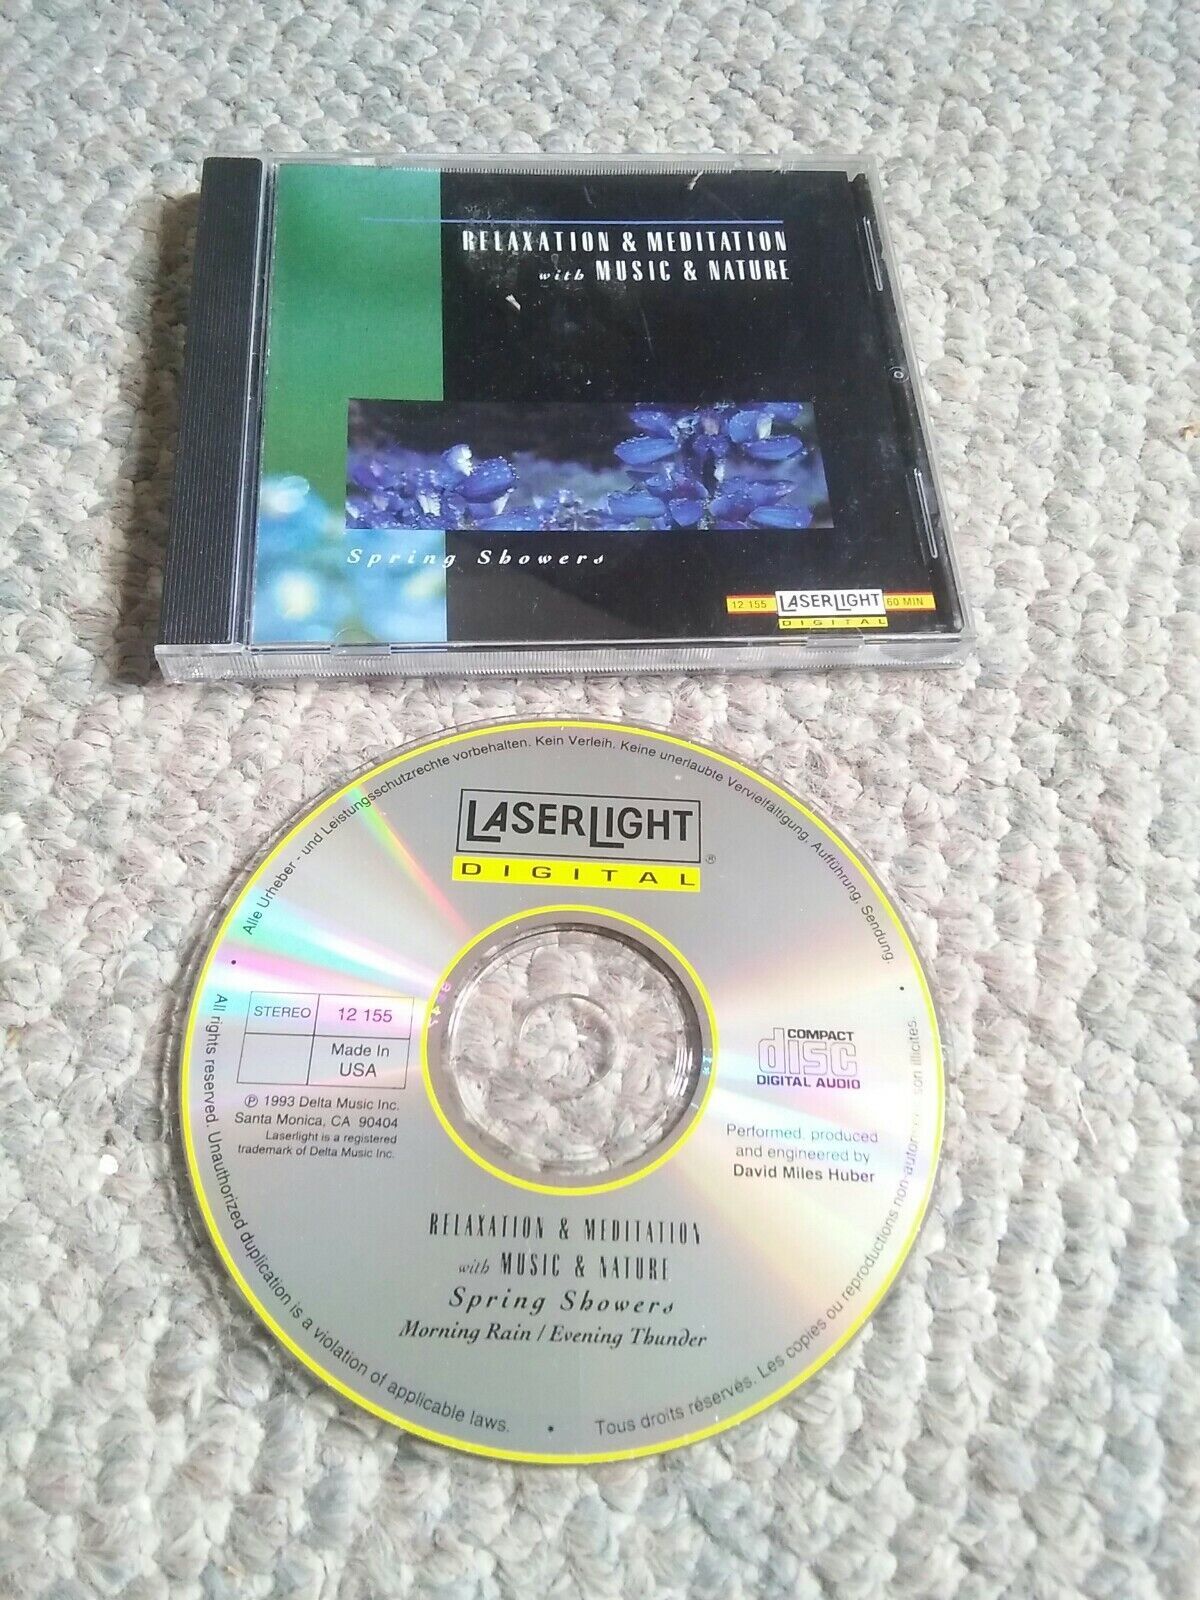 RELAXATION & MEDITATION
with MUSIC & NATURE
Spring Showers
12 155 LASERLIGHT 60 MIN
DIGITAL
Alle Urheber - und Leistungsschutzrechte vorbehalten. Kein Verleih. Keine unerlaubte Vervielfältigung, Aufführung, Sendung.
LASERLIGHT ®
DIGITAL
STEREO 12 155
Made In
USA
℗ 1993 Delta Music Inc.
Santa Monica, CA 90404
Laserlight is a registered
trademark of Delta Music Inc.
COMPACT
disc
DIGITAL AUDIO
Performed, produced
and engineered by
David Miles Huber
RELAXATION & MEDITATION
with MUSIC & NATURE
Spring Showers
Morning Rain / Evening Thunder
All rights reserved. Unauthorized duplication is a violation of applicable laws.
Tous droits réservés. Les copies ou reproductions non-autorisées sont illicites.